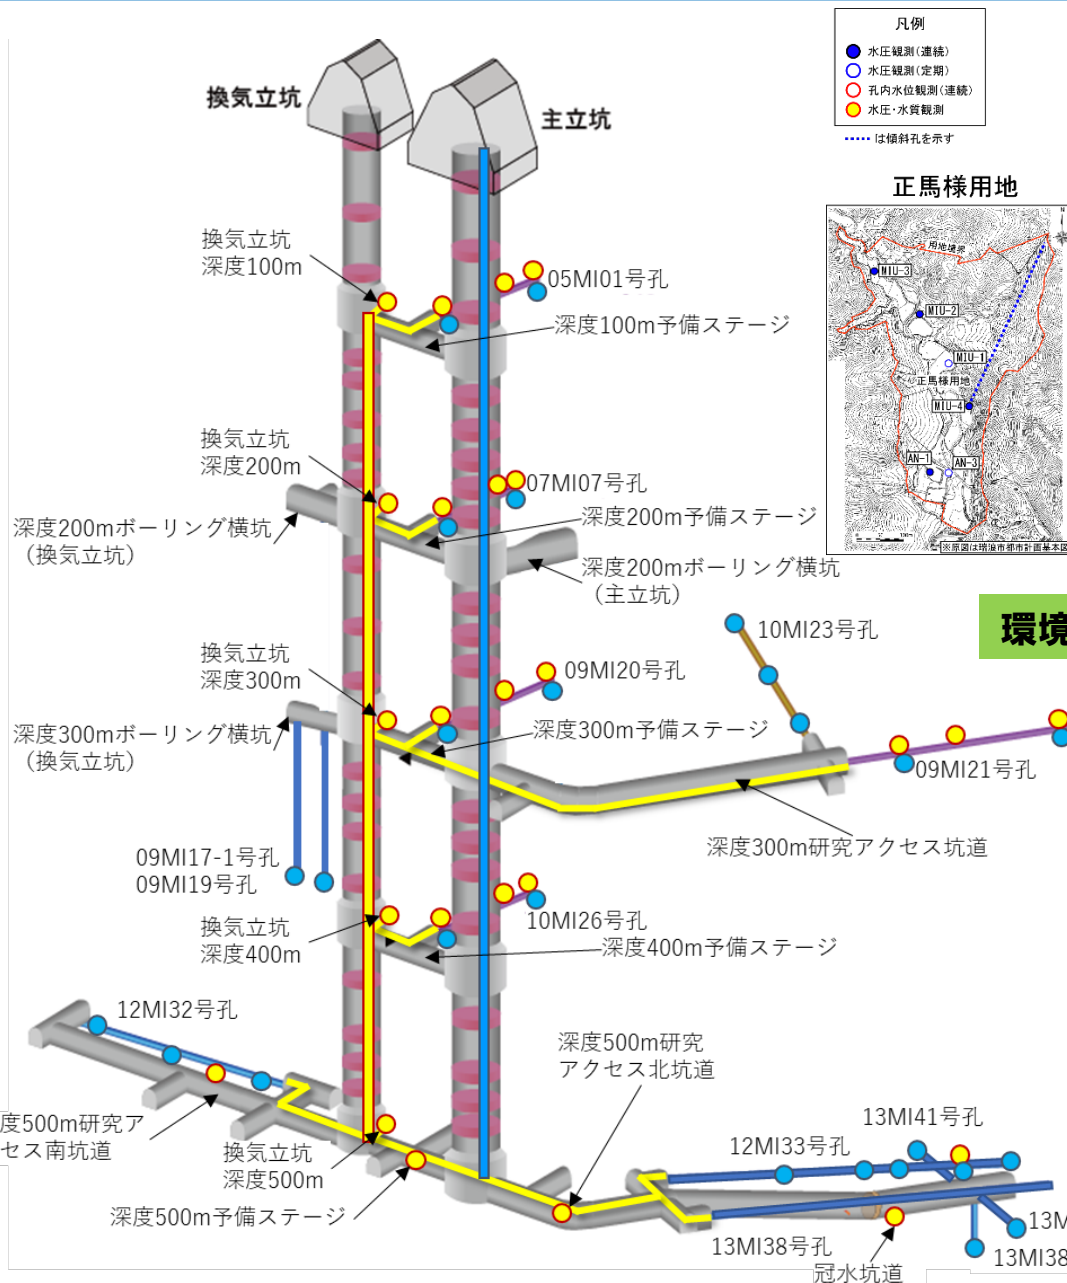 凡例
水圧観測(連続)
水圧観測(定期)
孔内水位観測(連続)
水圧・水質観測
は傾斜孔を示す
正馬様用地
用地境界
MIU-3
MIU-2
MIU-1
正馬様用地
MIU-4
AN-1
AN-3
※原図は瑞浪市都市計画基本図
換気立坑
主立坑
換気立坑
深度100m
05MI01号孔
深度100m予備ステージ
換気立坑
深度200m
07MI07号孔
深度200m予備ステージ
深度200mボーリング横坑
(換気立坑)
深度200mボーリング横坑
(主立坑)
環境
10MI23号孔
換気立坑
深度300m
09MI20号孔
深度300m予備ステージ
深度300mボーリング横坑
(換気立坑)
09MI21号孔
深度300m研究アクセス坑道
09MI17-1号孔
09MI19号孔
換気立坑
深度400m
10MI26号孔
深度400m予備ステージ
12MI32号孔
深度500m研究
アクセス北坑道
度500m研究ア
セス南坑道
換気立坑
深度500m
深度500m予備ステージ
13MI41号孔
12MI33号孔
13MI38号孔
13M
13MI38
冠水坑道